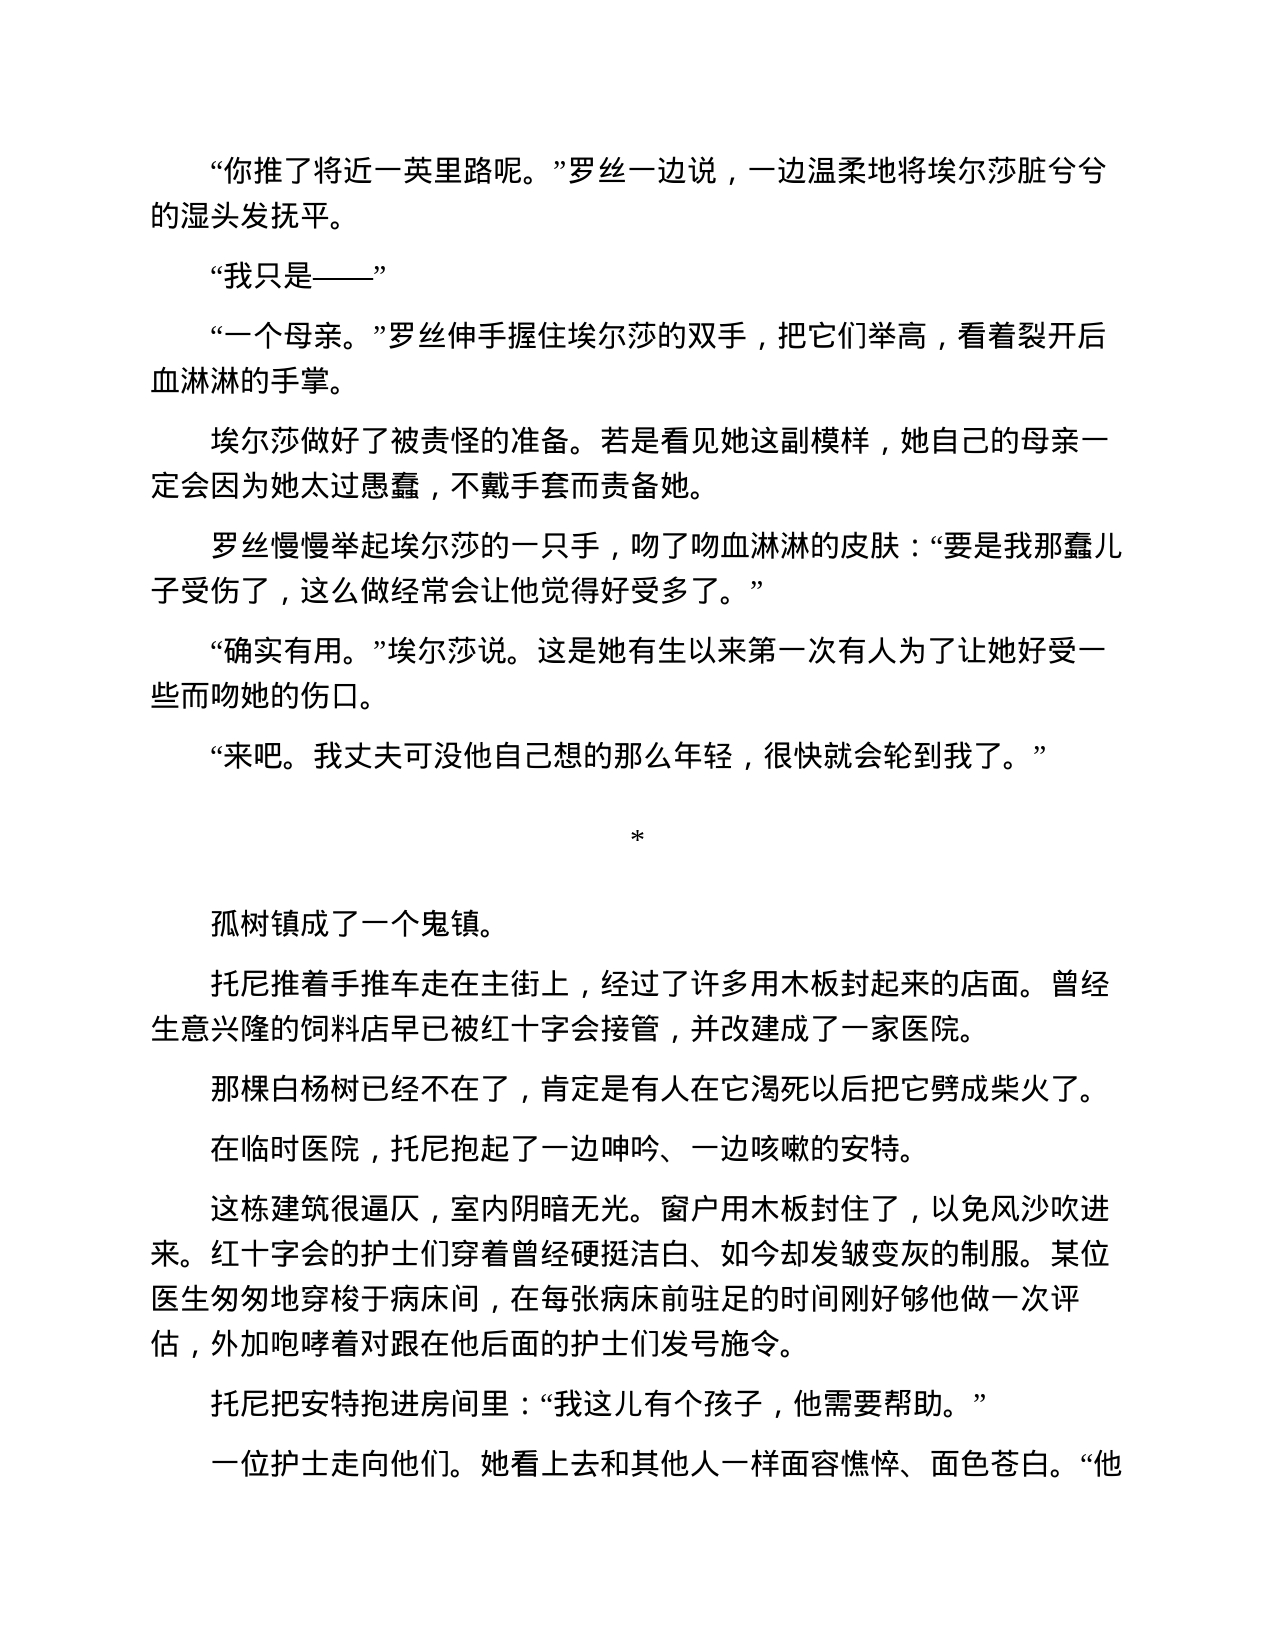 “你推了将近一英里路呢。”罗丝一边说，一边温柔地将埃尔莎脏兮兮
的湿头发抚平。
“我只是——”
“一个母亲。”罗丝伸手握住埃尔莎的双手，把它们举高，看着裂开后
血淋淋的手掌。
埃尔莎做好了被责怪的准备。若是看见她这副模样，她自己的母亲一
定会因为她太过愚蠢，不戴手套而责备她。
罗丝慢慢举起埃尔莎的一只手，吻了吻血淋淋的皮肤：“要是我那蠢儿
子受伤了，这么做经常会让他觉得好受多了。”
“确实有用。”埃尔莎说。这是她有生以来第一次有人为了让她好受一
些而吻她的伤口。
“来吧。我丈夫可没他自己想的那么年轻，很快就会轮到我了。”
*
孤树镇成了一个鬼镇。
托尼推着手推车走在主街上，经过了许多用木板封起来的店面。曾经
生意兴隆的饲料店早已被红十字会接管，并改建成了一家医院。
那棵白杨树已经不在了，肯定是有人在它渴死以后把它劈成柴火了。
在临时医院，托尼抱起了一边呻吟、一边咳嗽的安特。
这栋建筑很逼仄，室内阴暗无光。窗户用木板封住了，以免风沙吹进
来。红十字会的护士们穿着曾经硬挺洁白、如今却发皱变灰的制服。某位
医生匆匆地穿梭于病床间，在每张病床前驻足的时间刚好够他做一次评
估，外加咆哮着对跟在他后面的护士们发号施令。
托尼把安特抱进房间里：“我这儿有个孩子，他需要帮助。”
一位护士走向他们。她看上去和其他人一样面容憔悴、面色苍白。“他